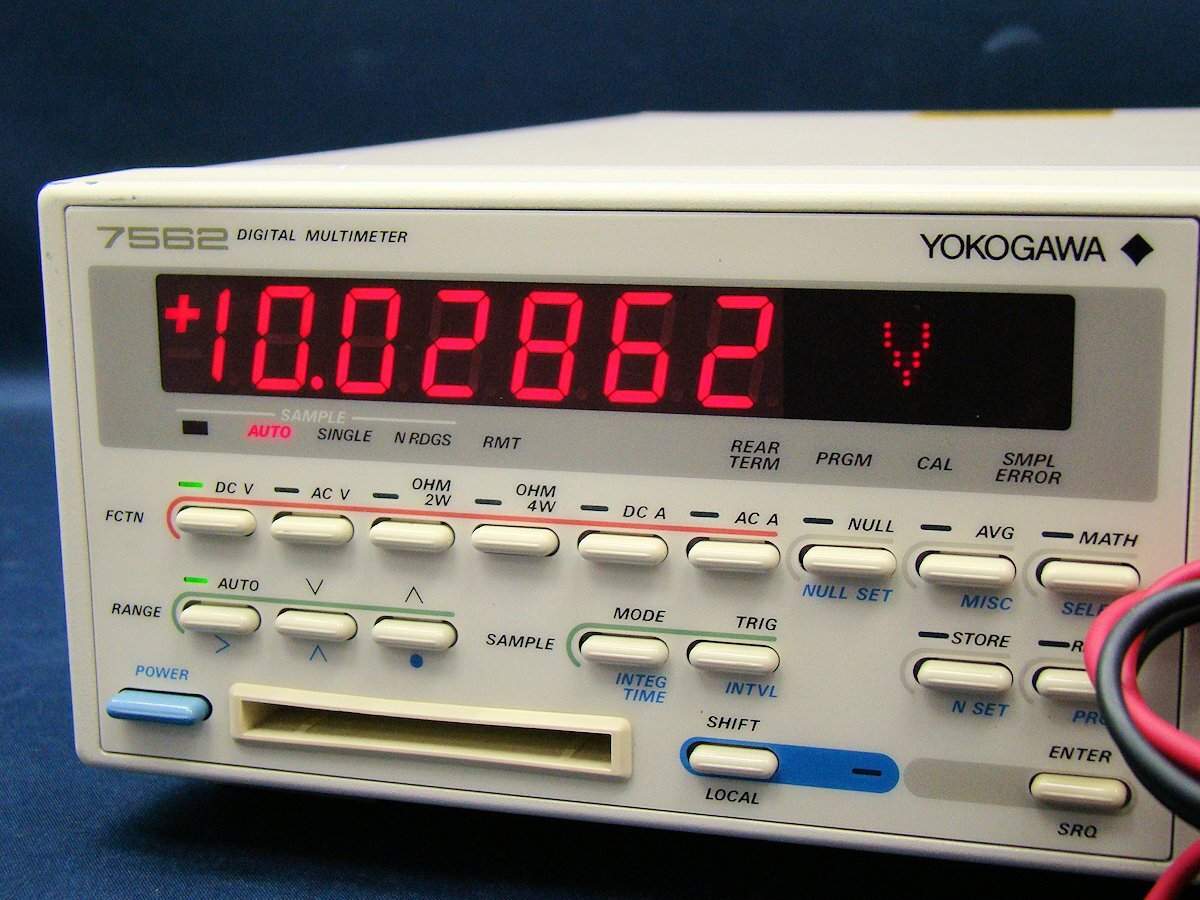 7562 DIGITAL MULTIMETER
YOKOGAWA
+10.02862 V
SAMPLE
AUTO SINGLE N RDGS RMT
REAR TERM PRGM CAL SMPL ERROR
FCTN DC V AC V OHM 2W OHM 4W DC A AC A NULL AVG MATH
NULL SET MISC
RANGE AUTO
SAMPLE MODE TRIG STORE
INTEG TIME INTVL N SET
POWER
SHIFT
LOCAL
ENTER
SRQ